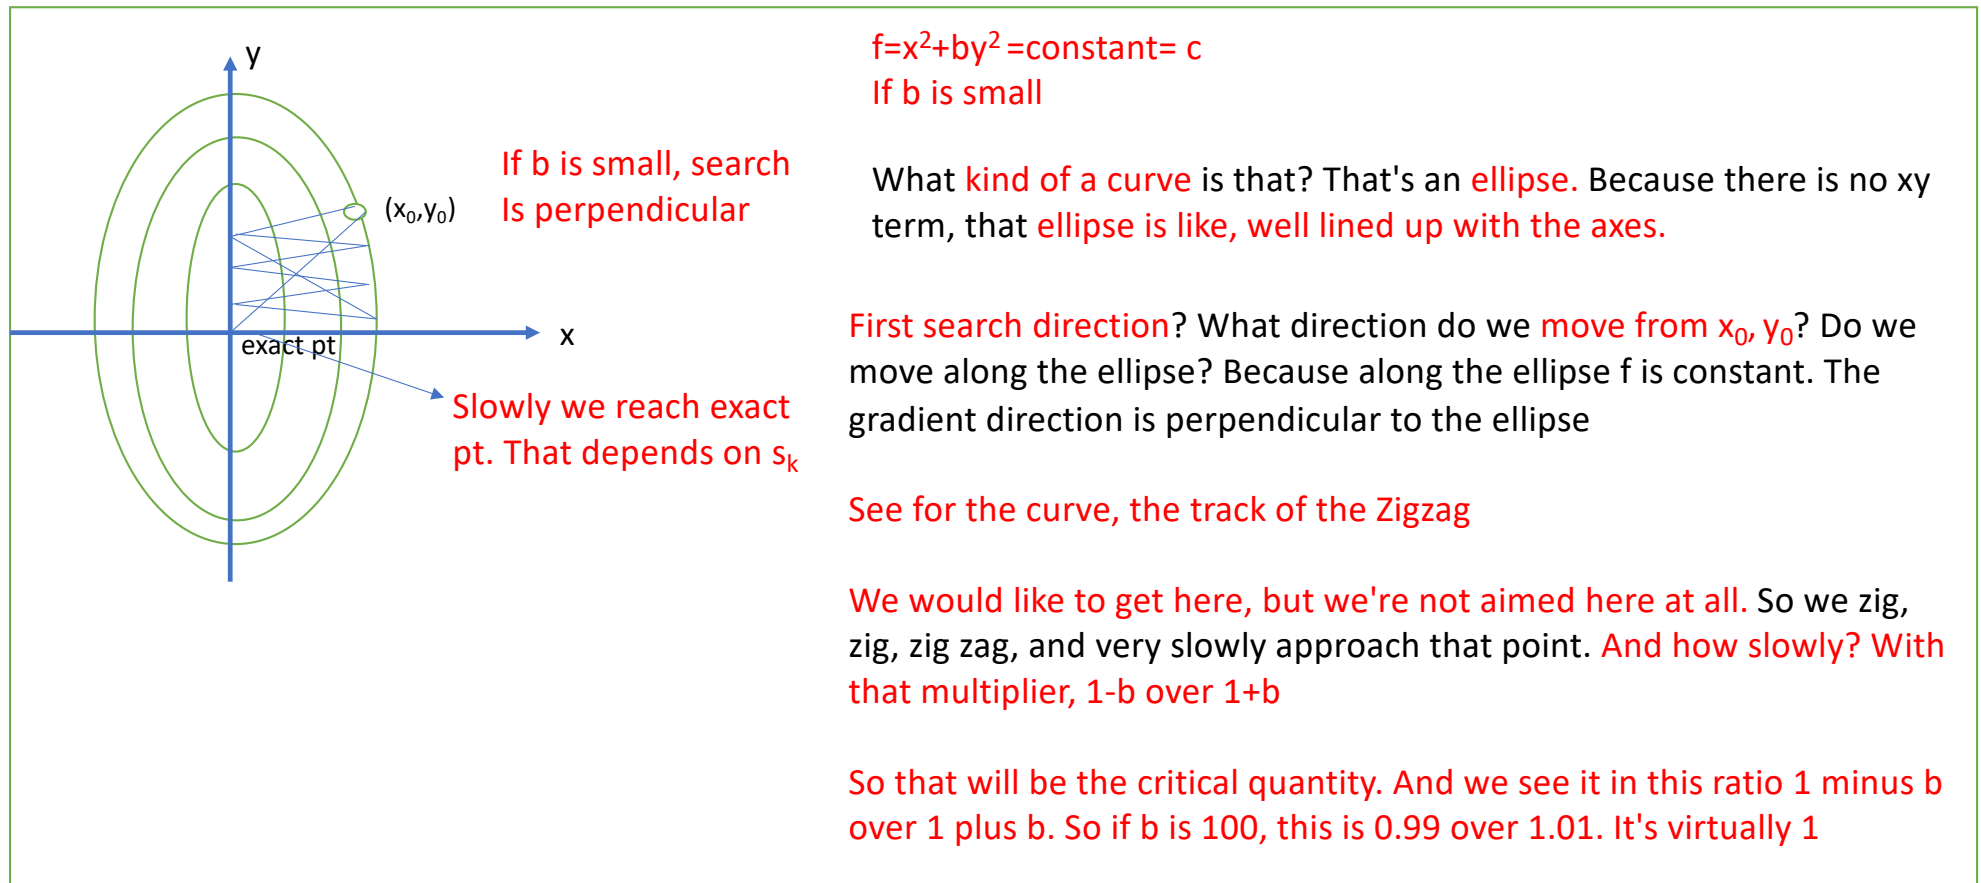 y
(x₀,y₀)
x
exact pt
If b is small, search
Is perpendicular
Slowly we reach exact
pt. That depends on sₖ
f=x²+by² =constant= c
If b is small
What kind of a curve is that? That's an ellipse. Because there is no xy
term, that ellipse is like, well lined up with the axes.
First search direction? What direction do we move from x₀, y₀? Do we
move along the ellipse? Because along the ellipse f is constant. The
gradient direction is perpendicular to the ellipse
See for the curve, the track of the Zigzag
We would like to get here, but we're not aimed here at all. So we zig,
zig, zig zag, and very slowly approach that point. And how slowly? With
that multiplier, 1-b over 1+b
So that will be the critical quantity. And we see it in this ratio 1 minus b
over 1 plus b. So if b is 100, this is 0.99 over 1.01. It's virtually 1